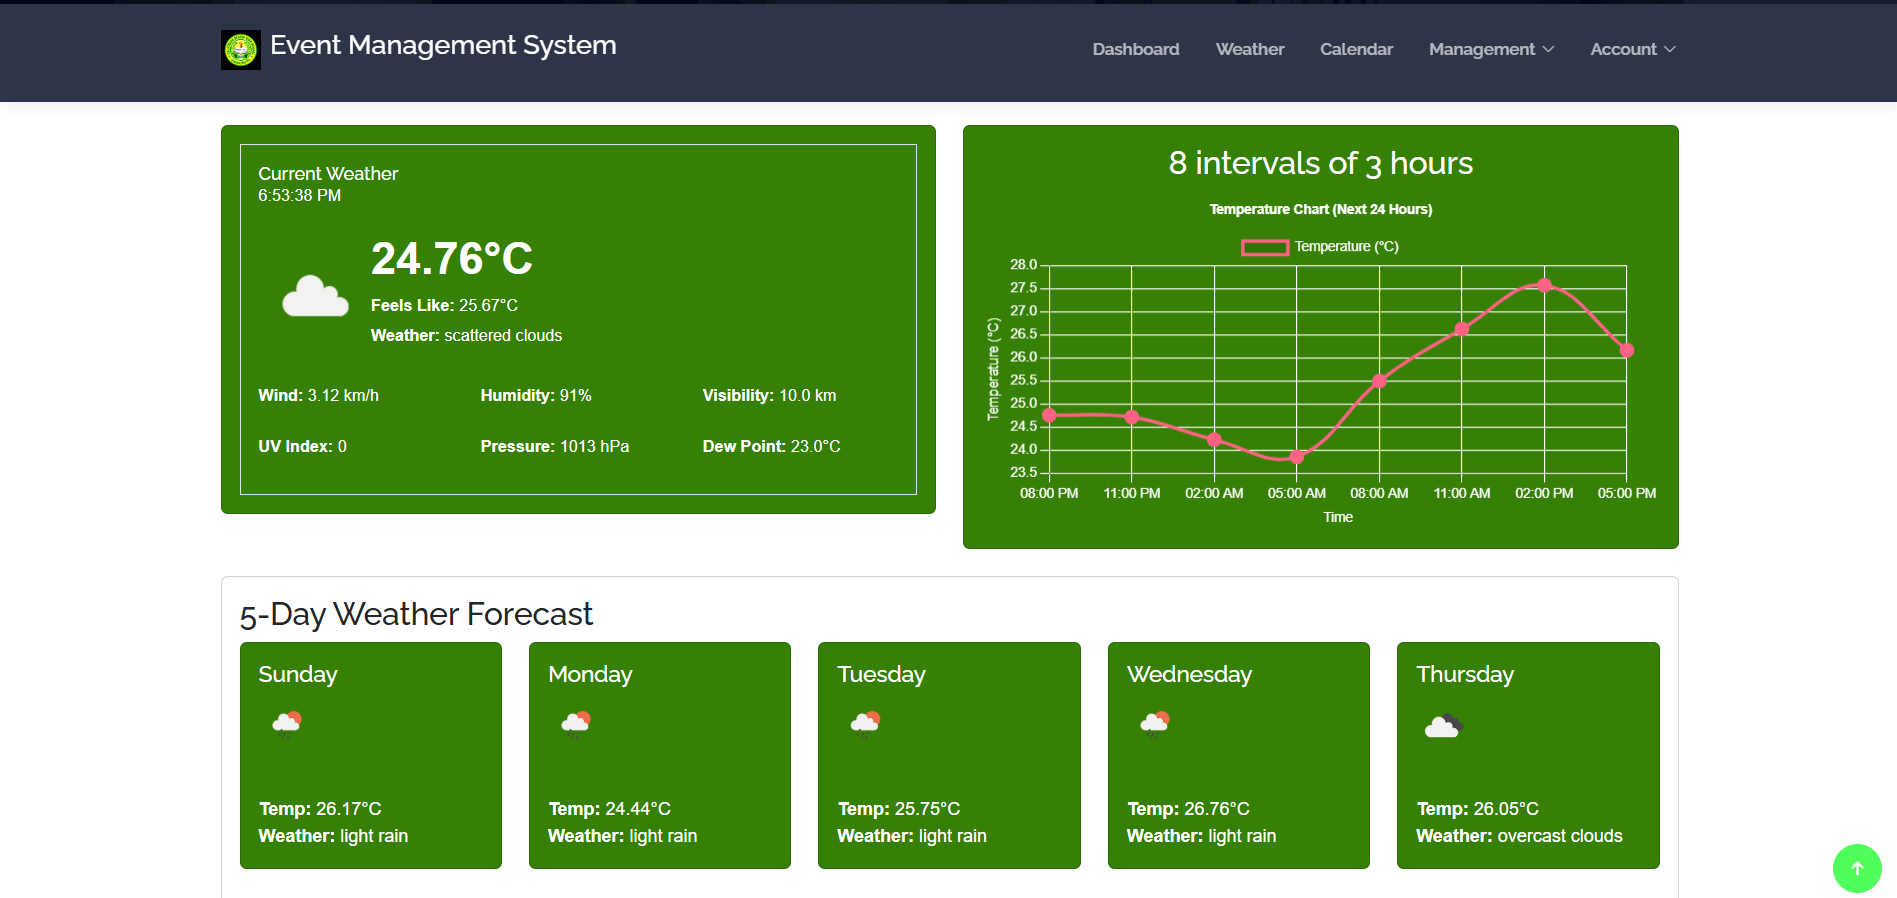 Event Management System
Dashboard Weather Calendar Management Account
Current Weather
6:53:38 PM
24.76°C
Feels Like: 25.67°C
Weather: scattered clouds
Wind: 3.12 km/h Humidity: 91% Visibility: 10.0 km
UV Index: 0 Pressure: 1013 hPa Dew Point: 23.0°C
8 intervals of 3 hours
Temperature Chart (Next 24 Hours)
Temperature (°C)
Temperature (°C)
28.0
27.5
27.0
26.5
26.0
25.5
25.0
24.5
24.0
23.5
08:00 PM 11:00 PM 02:00 AM 05:00 AM 08:00 AM 11:00 AM 02:00 PM 05:00 PM
Time
5-Day Weather Forecast
Sunday
Temp: 26.17°C
Weather: light rain
Monday
Temp: 24.44°C
Weather: light rain
Tuesday
Temp: 25.75°C
Weather: light rain
Wednesday
Temp: 26.76°C
Weather: light rain
Thursday
Temp: 26.05°C
Weather: overcast clouds